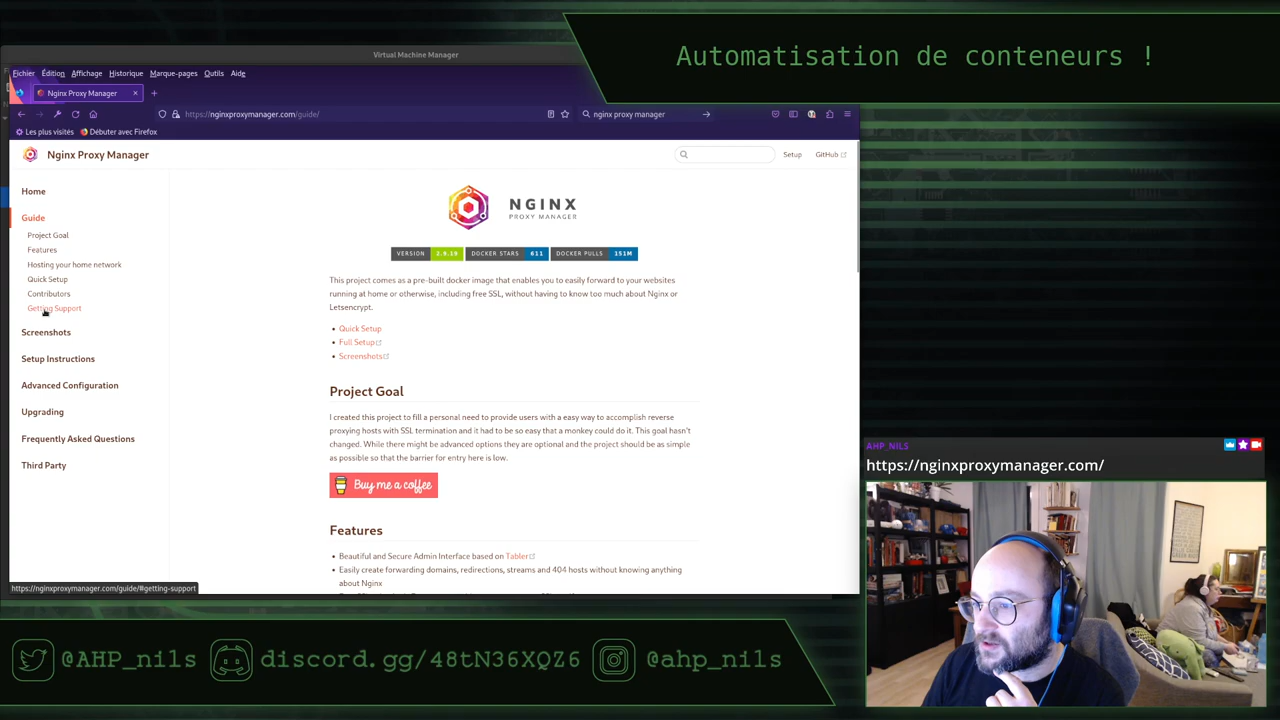 Automatisation de conteneurs !
Virtual Machine Manager
Fichier Édition Affichage Historique Marque-pages Outils Aide
Nginx Proxy Manager × +
https://nginxproxymanager.com/guide/
nginx proxy manager
Les plus visités Débuter avec Firefox
Nginx Proxy Manager
Setup GitHub
Home
Guide
Project Goal
Features
Hosting your home network
Quick Setup
Contributors
Getting Support
Screenshots
Setup Instructions
Advanced Configuration
Upgrading
Frequently Asked Questions
Third Party
NGINX
PROXY MANAGER
VERSION 2.9.19 DOCKER STARS 611 DOCKER PULLS 151M
This project comes as a pre-built docker image that enables you to easily forward to your websites
running at home or otherwise, including free SSL, without having to know too much about Nginx or
Letsencrypt.
• Quick Setup
• Full Setup
• Screenshots
Project Goal
I created this project to fill a personal need to provide users with a easy way to accomplish reverse
proxying hosts with SSL termination and it had to be so easy that a monkey could do it. This goal hasn't
changed. While there might be advanced options they are optional and the project should be as simple
as possible so that the barrier for entry here is low.
Buy me a coffee
Features
• Beautiful and Secure Admin Interface based on Tabler
• Easily create forwarding domains, redirections, streams and 404 hosts without knowing anything
about Nginx
https://nginxproxymanager.com/guide/#getting-support
AHP_NILS
https://nginxproxymanager.com/
@AHP_nils discord.gg/48tN36XQZ6 @ahp_nils